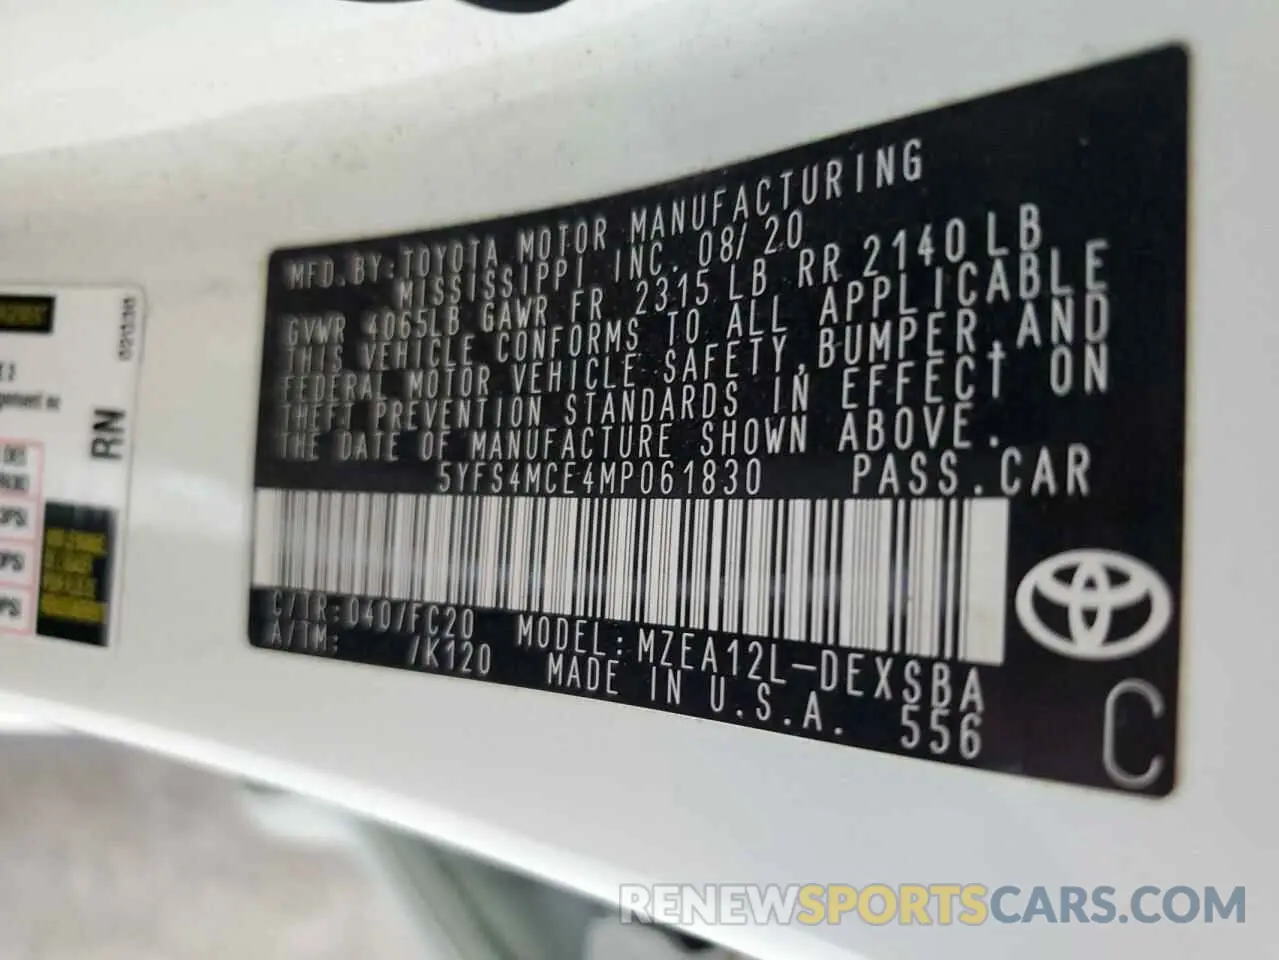 MFD. BY: TOYOTA MOTOR MANUFACTURING
MISSISSIPPI INC. 08/20
GVWR 4065LB GAWR FR 2315 LB RR 2140 LB
THIS VEHICLE CONFORMS TO ALL APPLICABLE
FEDERAL MOTOR VEHICLE SAFETY, BUMPER, AND
THEFT PREVENTION STANDARDS IN EFFECT ON
THE DATE OF MANUFACTURE SHOWN ABOVE.
5YFS4MCE4MP061830 PASS. CAR
C/TR: 040/FC20 MODEL: MZEA12L-DEXSBA
A/TM: /K120 MADE IN U.S.A. 556
C
RN
RENEWSPORTSCARS.COM